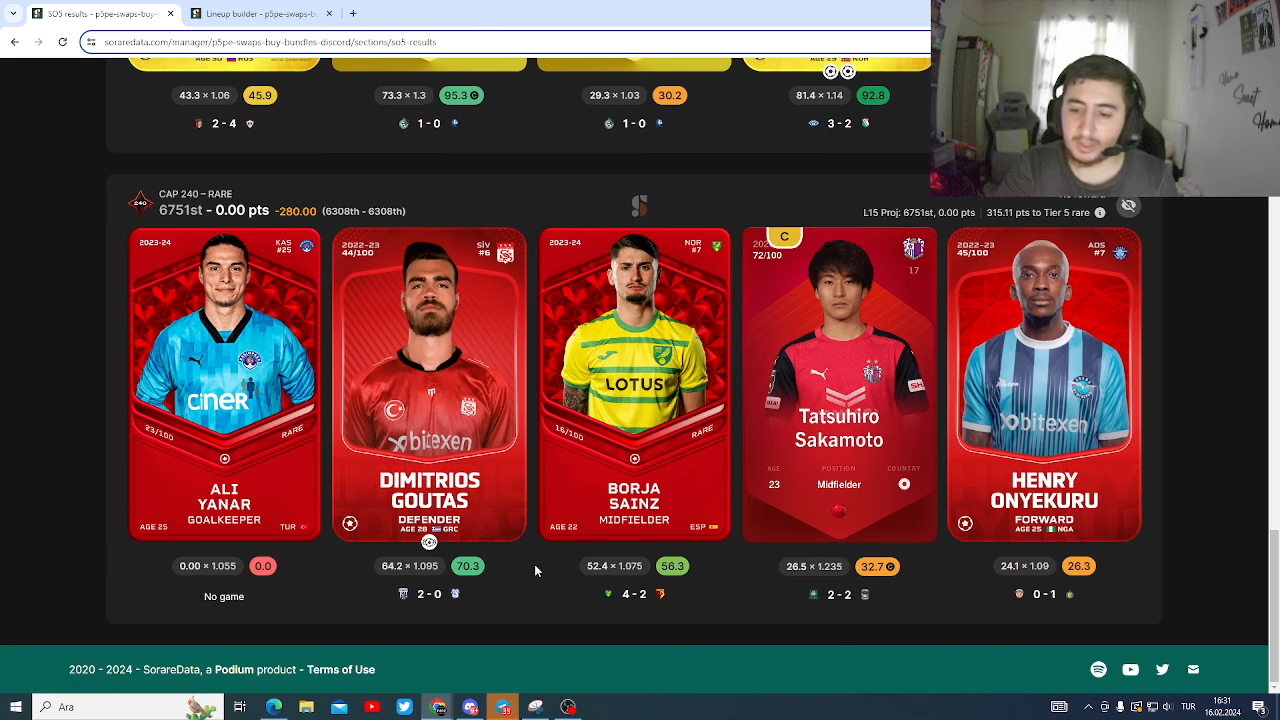 SO5 results - p5pe-swaps-buy-
Lineup builder - p5pe-swaps-bu
soraredata.com/manager/p5pe-swaps-buy-bundles-discord/sections/so5-results
43.3 × 1.06 45.9
73.3 × 1.3 95.3 C
29.3 × 1.03 30.2
81.4 × 1.14 92.8
2 - 4
1 - 0
1 - 0
3 - 2
Home
Sweet
Home
240
CAP 240 – RARE
6751st - 0.00 pts -280.00 (6308th - 6308th)
L15 Proj: 6751st, 0.00 pts
315.11 pts to Tier 5 rare
2023-24
KAS
#25
CINER
23/100
RARE
ALI
YANAR
GOALKEEPER
AGE 25
TUR
2022-23
44/100
SİV
#6
bitexen
DIMITRIOS
GOUTAS
DEFENDER
AGE 28 GRC
2023-24
NOR
#7
LOTUS
16/100
RARE
BORJA
SAINZ
MIDFIELDER
AGE 22
ESP
C
72/100
17
Tatsuhiro
Sakamoto
AGE
POSITION
COUNTRY
23
Midfielder
2022-23
45/100
ADS
#7
bitexen
HENRY
ONYEKURU
FORWARD
AGE 25 NGA
0.00 × 1.055 0.0
64.2 × 1.095 70.3
52.4 × 1.075 56.3
26.5 × 1.235 32.7 C
24.1 × 1.09 26.3
No game
2 - 0
4 - 2
2 - 2
0 - 1
2020 - 2024 - SorareData, a Podium product - Terms of Use
Ara
16:31
16.02.2024